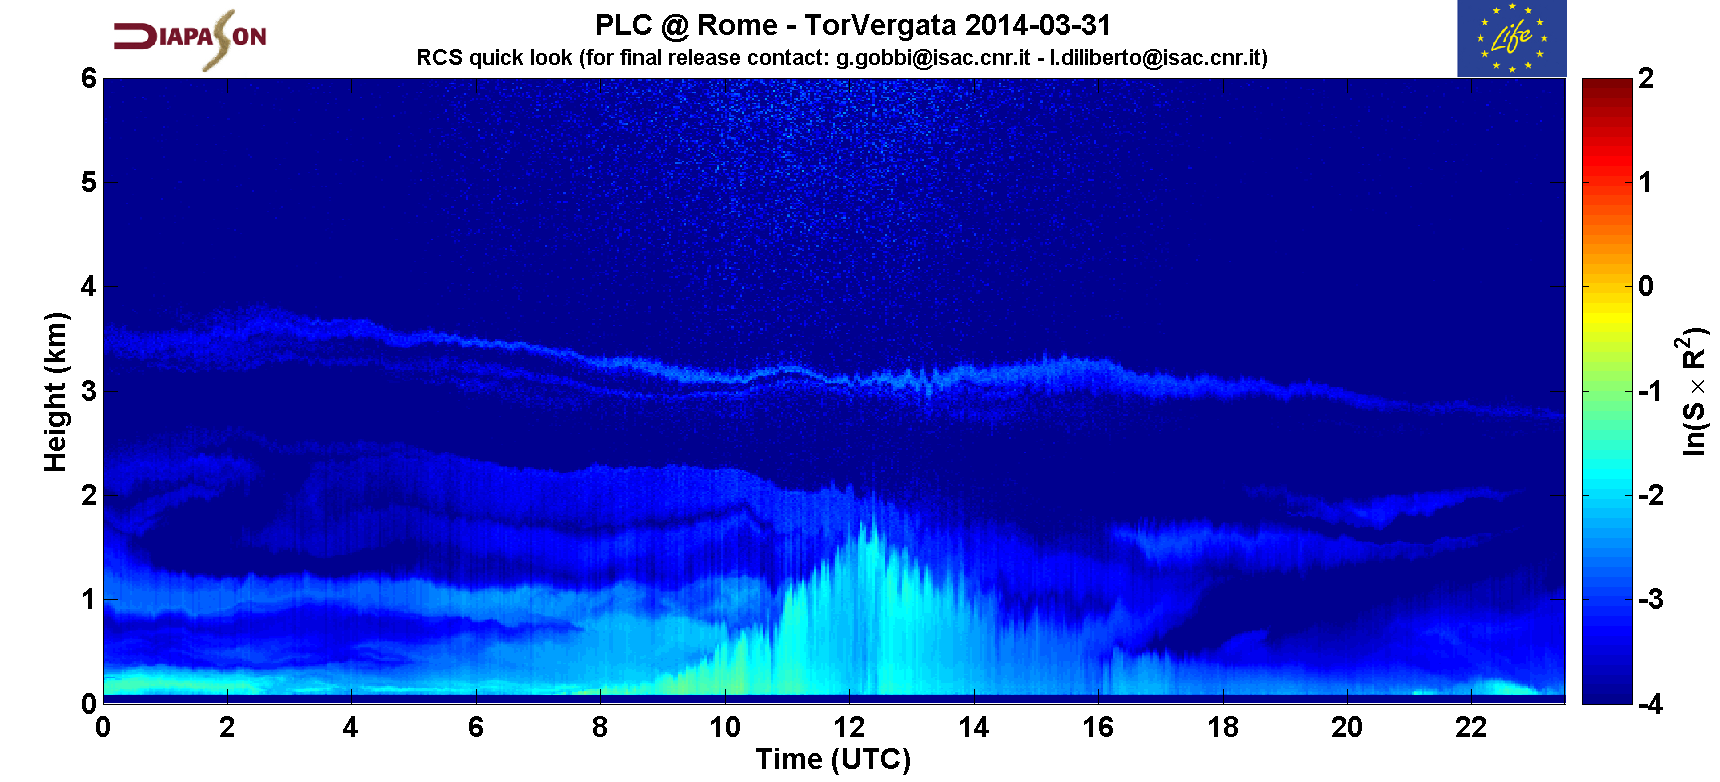 DIAPASON
PLC @ Rome - TorVergata 2014-03-31
RCS quick look (for final release contact: g.gobbi@isac.cnr.it - l.diliberto@isac.cnr.it)
Life
6
5
4
3
2
1
0
Height (km)
0 2 4 6 8 10 12 14 16 18 20 22
Time (UTC)
2
1
0
-1
-2
-3
-4
ln(S × R²)